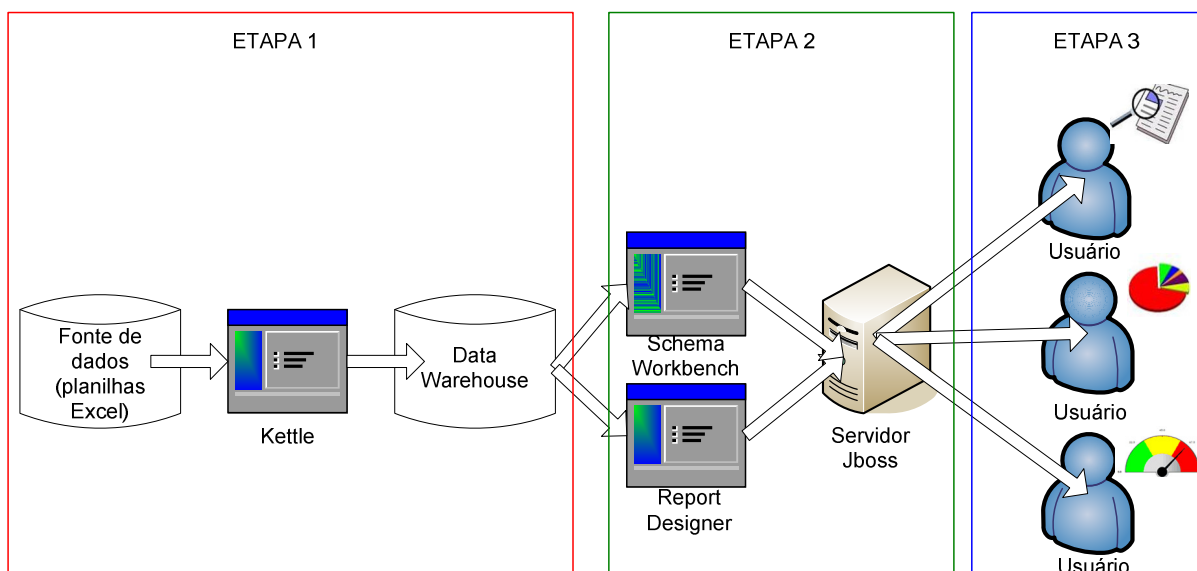 ETAPA 1
ETAPA 2
ETAPA 3
Fonte de
dados
(planilhas
Excel)
Kettle
Data
Warehouse
Schema
Workbench
Report
Designer
Servidor
Jboss
Usuário
Usuário
Usuário